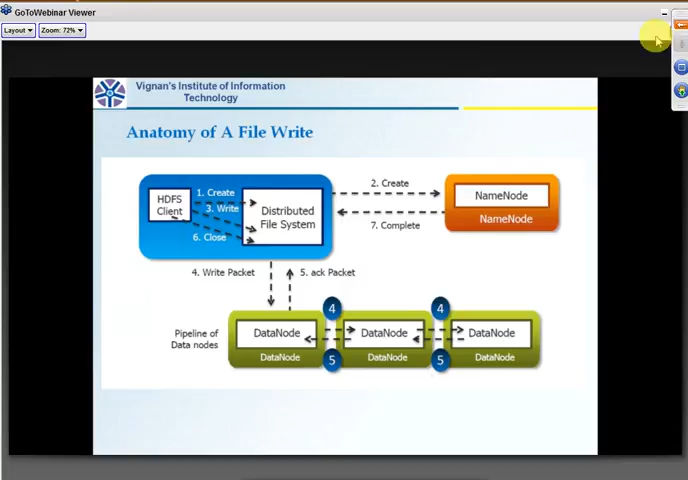 GoToWebinar Viewer
Layout
Zoom: 72%
Vignan's Institute of Information
Technology
Anatomy of A File Write
HDFS
Client
1. Create
3. Write
6. Close
Distributed
File System
2. Create
7. Complete
NameNode
NameNode
4. Write Packet
5. ack Packet
Pipeline of
Data nodes
4
4
DataNode
DataNode
DataNode
5
5
DataNode
DataNode
DataNode